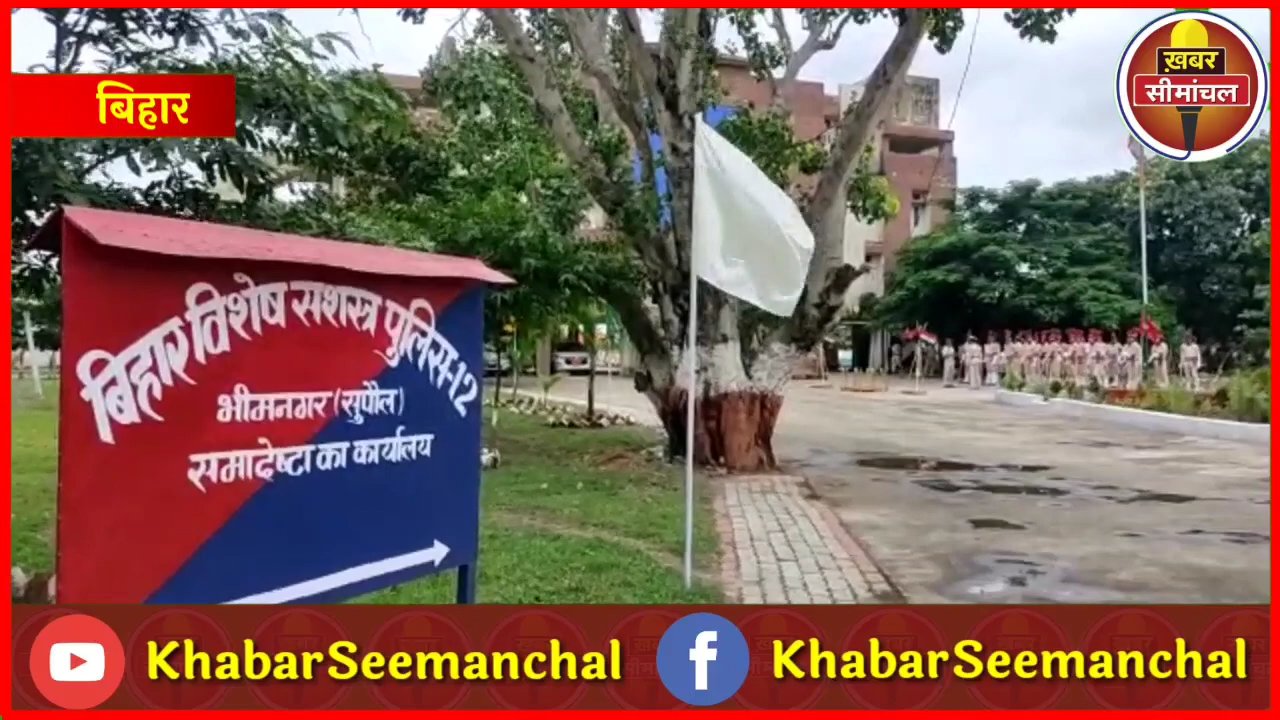 बिहार
ख़बर
सीमांचल
बिहार विशेष सशस्त्र पुलिस-12
भीमनगर (सुपौल)
समादेष्टा का कार्यालय
KhabarSeemanchal
KhabarSeemanchal